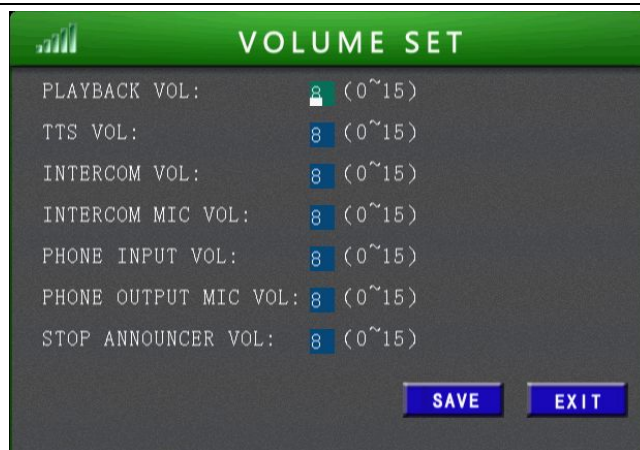 VOLUME SET
PLAYBACK VOL: 8 (0~15)
TTS VOL: 8 (0~15)
INTERCOM VOL: 8 (0~15)
INTERCOM MIC VOL: 8 (0~15)
PHONE INPUT VOL: 8 (0~15)
PHONE OUTPUT MIC VOL: 8 (0~15)
STOP ANNOUNCER VOL: 8 (0~15)
SAVE EXIT